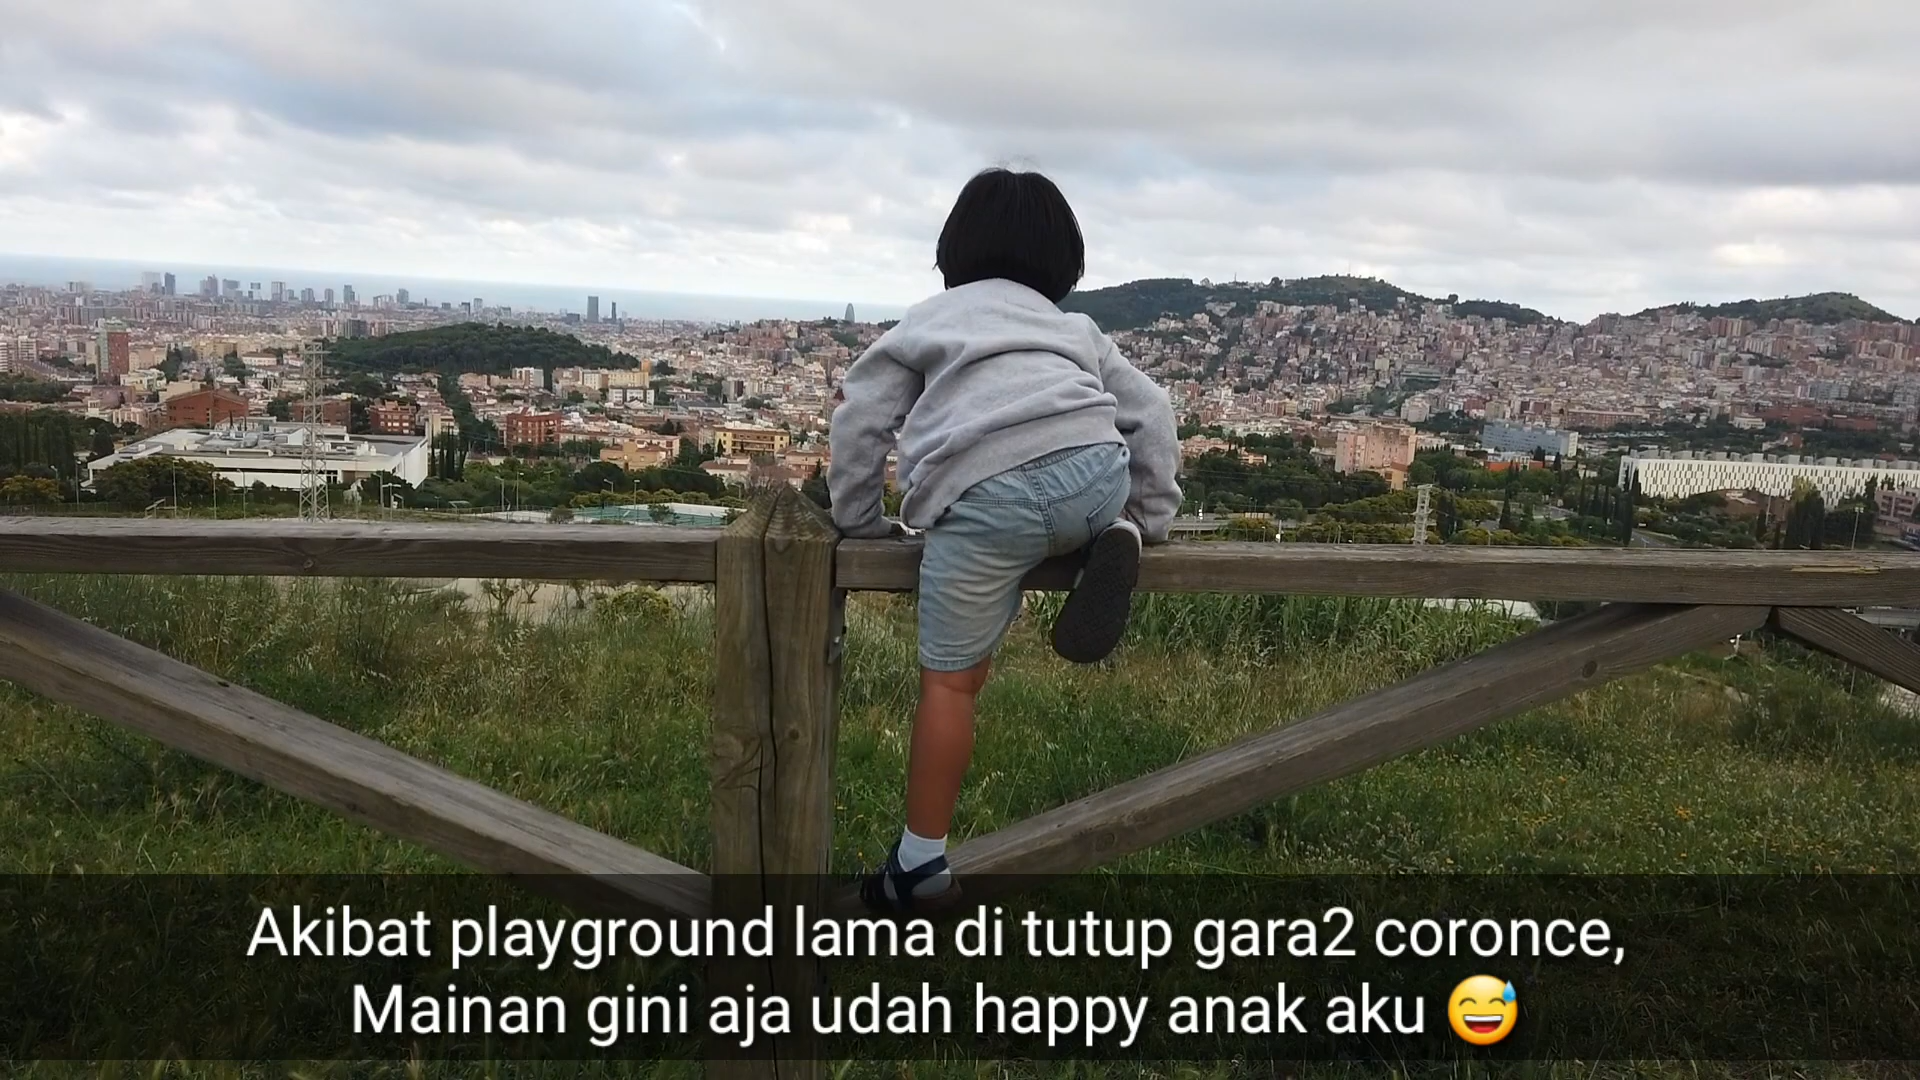 Akibat playground lama di tutup gara2 coronce,
Mainan gini aja udah happy anak aku 😅